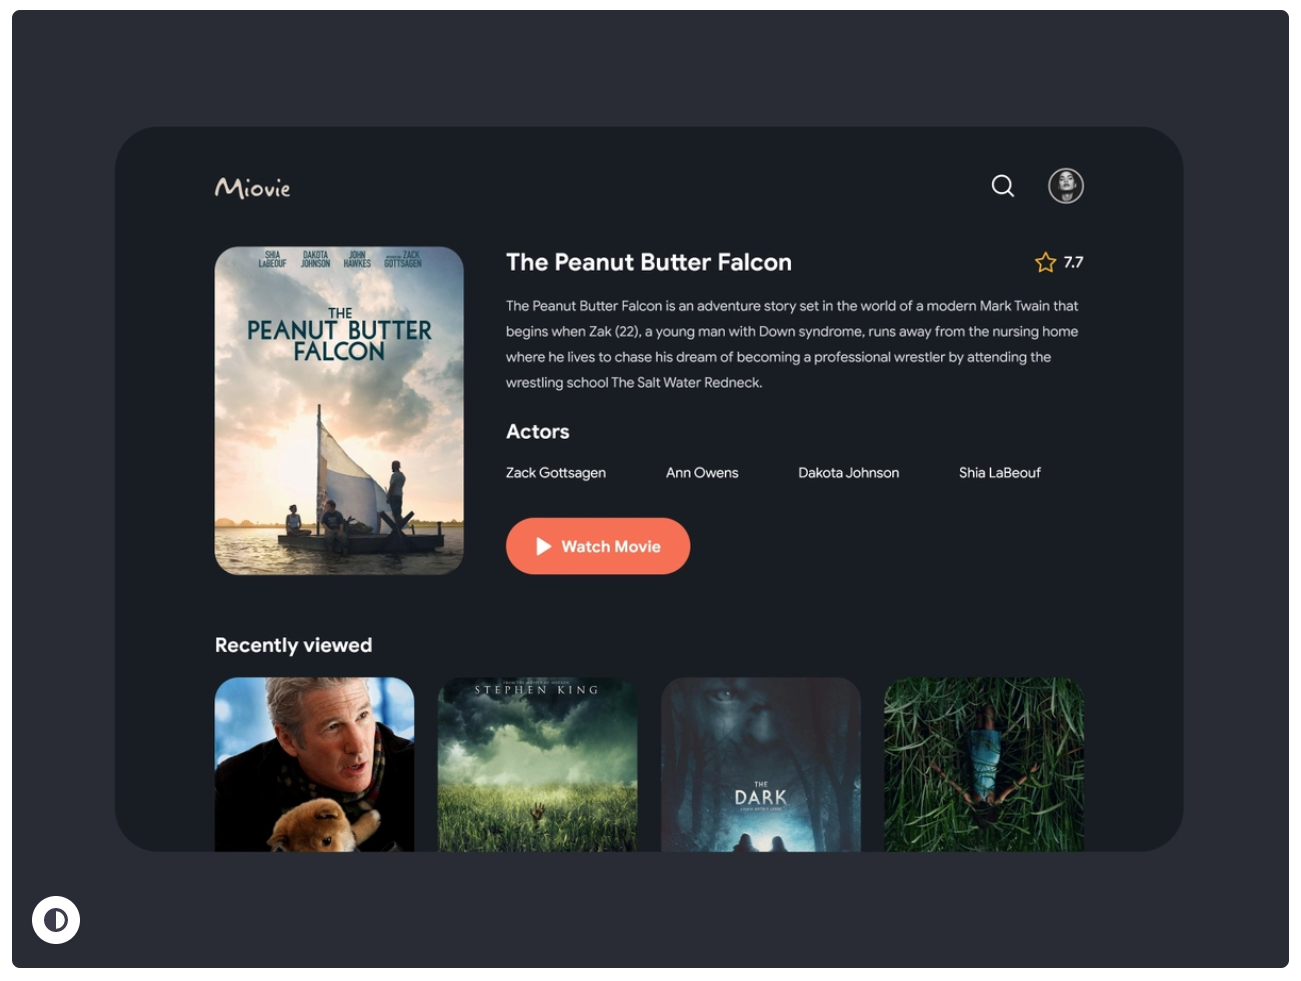 Miovie
SHIA LABEOUF
DAKOTA JOHNSON
JOHN HAWKES
ZACK GOTTSAGEN
THE
PEANUT BUTTER
FALCON
The Peanut Butter Falcon
7.7
The Peanut Butter Falcon is an adventure story set in the world of a modern Mark Twain that
begins when Zak (22), a young man with Down syndrome, runs away from the nursing home
where he lives to chase his dream of becoming a professional wrestler by attending the
wrestling school The Salt Water Redneck.
Actors
Zack Gottsagen
Ann Owens
Dakota Johnson
Shia LaBeouf
Watch Movie
Recently viewed
STEPHEN KING
THE
DARK